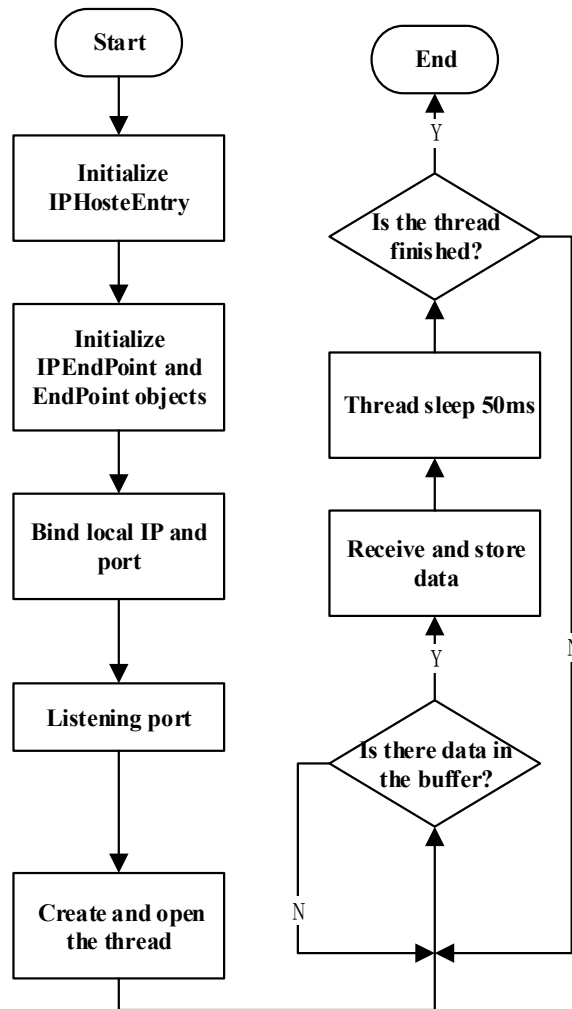 Start
Initialize
IPHosteEntry
Initialize
IPEndPoint and
EndPoint objects
Bind local IP and
port
Listening port
Create and open
the thread
End
Y
Is the thread
finished?
Thread sleep 50ms
Receive and store
data
N
Y
Is there data in
the buffer?
N